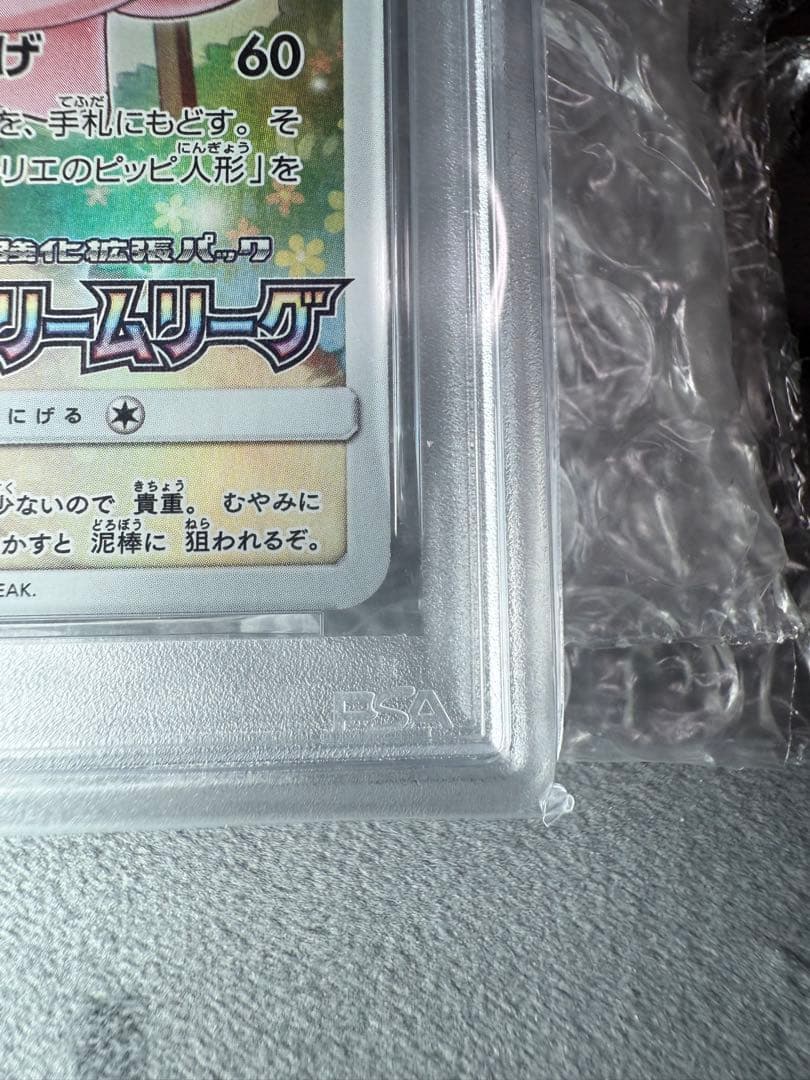 げ 60
を、手札にもどす。そ
リエのピッピ人形」を
強化拡張パック
リームリーグ
にげる
少ないので 貴重。 むやみに
かすと 泥棒に 狙われるぞ。
EAK.
PSA